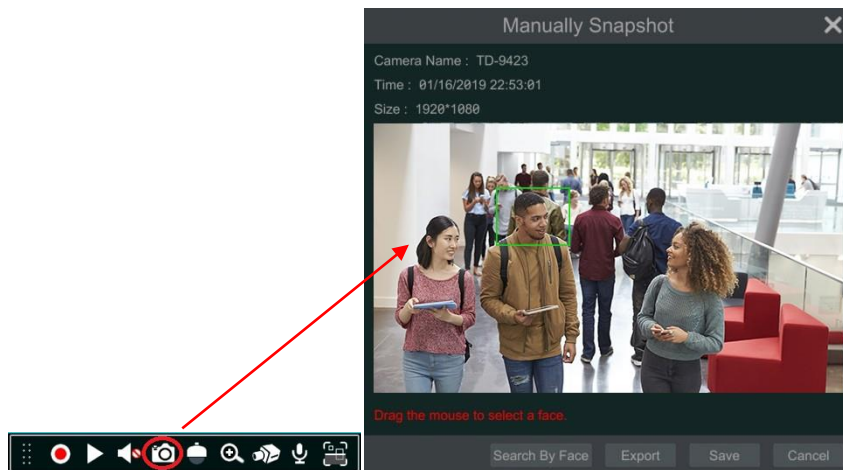 Manually Snapshot
Camera Name : TD-9423
Time : 01/16/2019 22:53:01
Size : 1920*1080
Drag the mouse to select a face.
Search By Face
Export
Save
Cancel